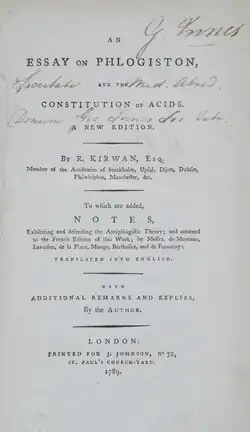 G Innes
AN
ESSAY ON PHLOGISTON,
AND THE
Med. Abred.
CONSTITUTION OF ACIDS.
A NEW EDITION.
By R. KIRWAN, Esq.
Member of the Academies of Stockholm, Upsal, Dijon, Dublin,
Philadelphia, Manchester, &c.
To which are added,
NOTES,
Exhibiting and defending the Antiphlogistic Theory; and annexed
to the French Edition of this Work; by Messrs. de Morveau,
Lavoisier, de la Place, Monge, Berthollet, and de Fourcroy:
TRANSLATED INTO ENGLISH.
WITH
ADDITIONAL REMARKS AND REPLIES,
By the AUTHOR.
LONDON:
PRINTED FOR J. JOHNSON, Nº 72,
ST. PAUL'S CHURCH-YARD.
1789.